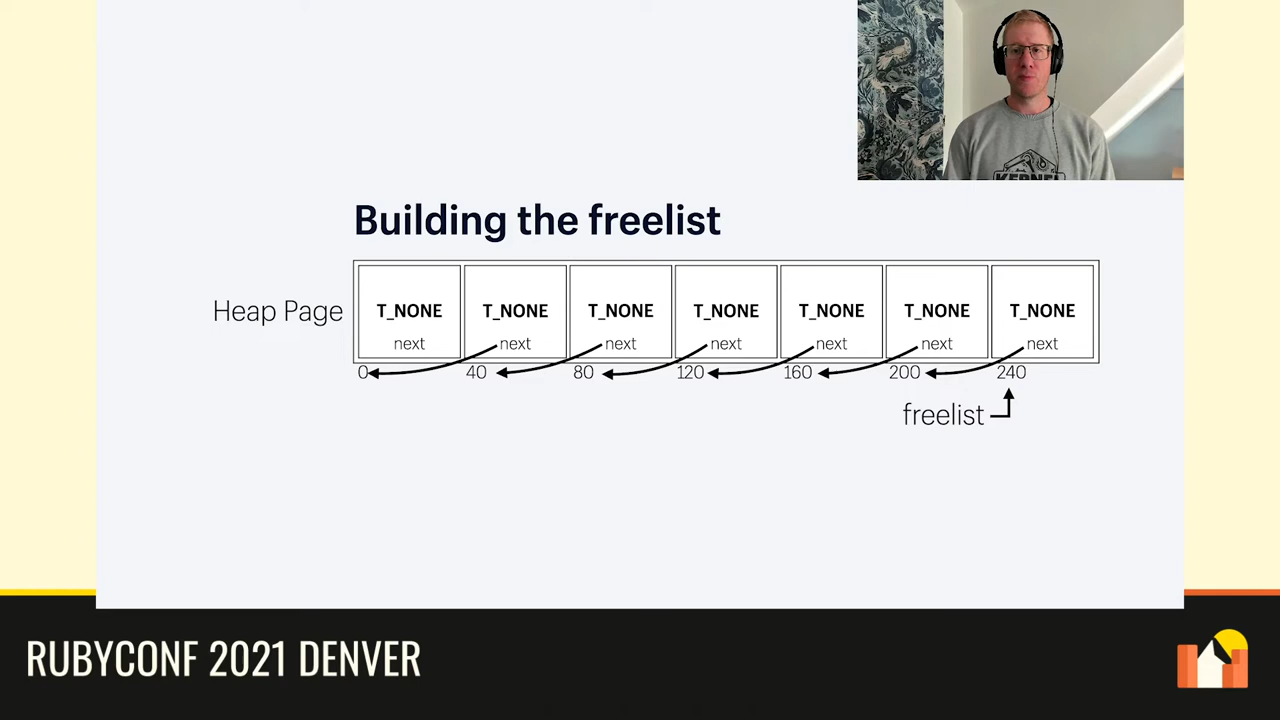 KERNEL
Building the freelist
Heap Page
T_NONE T_NONE T_NONE T_NONE T_NONE T_NONE T_NONE
next next next next next next next
0 40 80 120 160 200 240
freelist
RUBYCONF 2021 DENVER